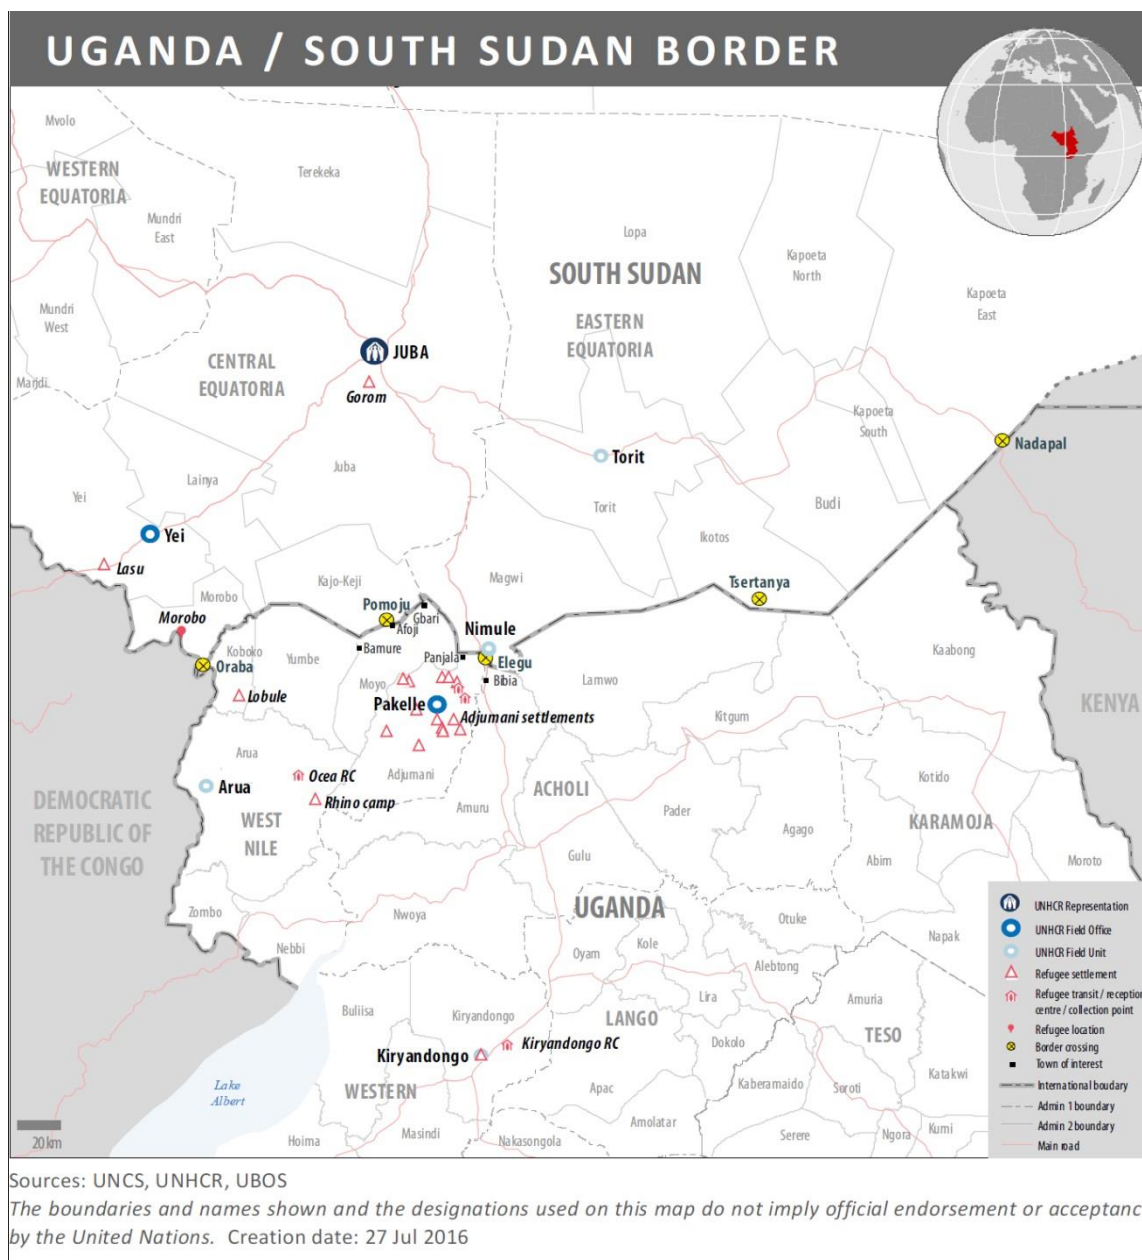 UGANDA / SOUTH SUDAN BORDER
Mvolo
WESTERN
EQUATORIA
Terekeka
Mundri
East
Lopa
Kapoeta
North
SOUTH SUDAN
Kapoeta
East
Mundri
West
EASTERN
EQUATORIA
JUBA
CENTRAL
EQUATORIA
Maridi
Gorom
Kapoeta
South
Nadapal
Torit
Juba
Lainya
Yei
Budi
Torit
Yei
Ikotos
Lasu
Kajo-Keji
Magwi
Tsertanya
Morobo
Pomoju
Gbari
Morobo
Afoji
Nimule
Koboko
Yumbe
Bamure
Panjala
Elegu
Kaabong
Oraba
Bibia
Lamwo
Moyo
Lobule
Pakelle
KENYA
Adjumani settlements
Kitgum
Arua
Ocea RC
Adjumani
Kotido
Arua
ACHOLI
DEMOCRATIC
REPUBLIC OF
THE CONGO
Rhino camp
Amuru
Pader
WEST
NILE
KARAMOJA
Agago
Gulu
Abim
Moroto
UGANDA
Zombo
Nwoya
Otuke
Nebbi
Kole
Napak
Oyam
Alebtong
Lira
Amuria
Buliisa
Kiryandongo
LANGO
TESO
Kiryandongo RC
Dokolo
Kiryandongo
Katakwi
Lake
Albert
WESTERN
Apac
Kaberamaido
Soroti
Amolatar
Kumi
20 km
Hoima
Masindi
Nakasongola
Serere
Ngora
UNHCR Representation
UNHCR Field Office
UNHCR Field Unit
Refugee settlement
Refugee transit / reception
centre / collection point
Refugee location
Border crossing
Town of interest
International boudary
Admin 1 boundary
Admin 2 boundary
Main road
Sources: UNCS, UNHCR, UBOS
The boundaries and names shown and the designations used on this map do not imply official endorsement or acceptanc
by the United Nations. Creation date: 27 Jul 2016